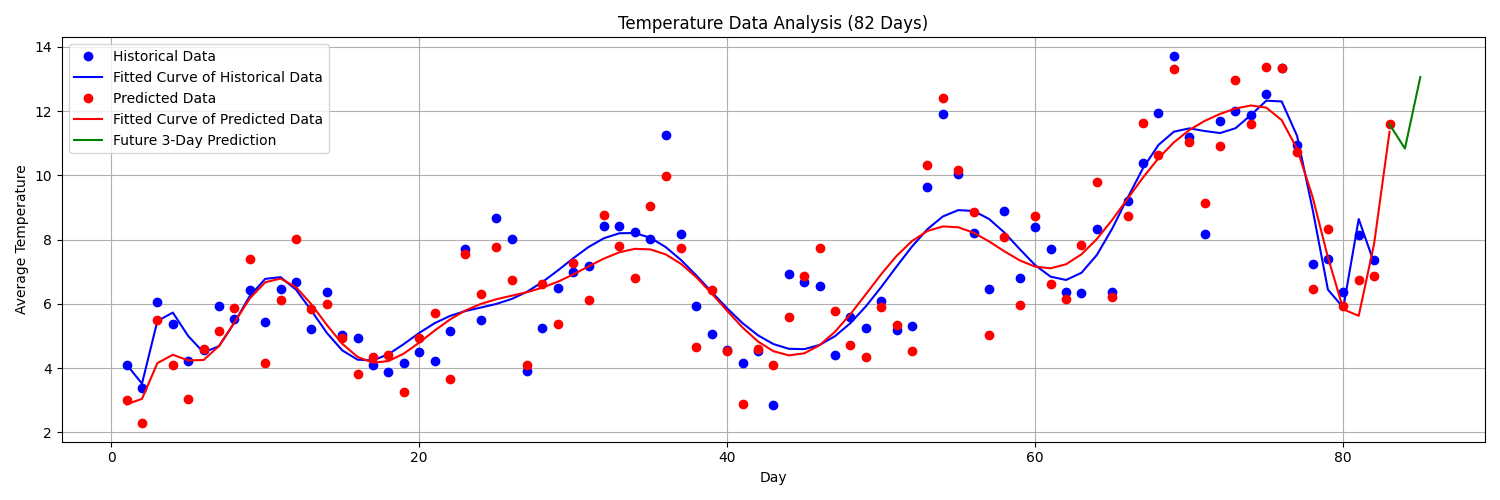 Temperature Data Analysis (82 Days)
Historical Data
Fitted Curve of Historical Data
Predicted Data
Fitted Curve of Predicted Data
Future 3-Day Prediction
Average Temperature
14
12
10
8
6
4
2
0 20 40 60 80
Day